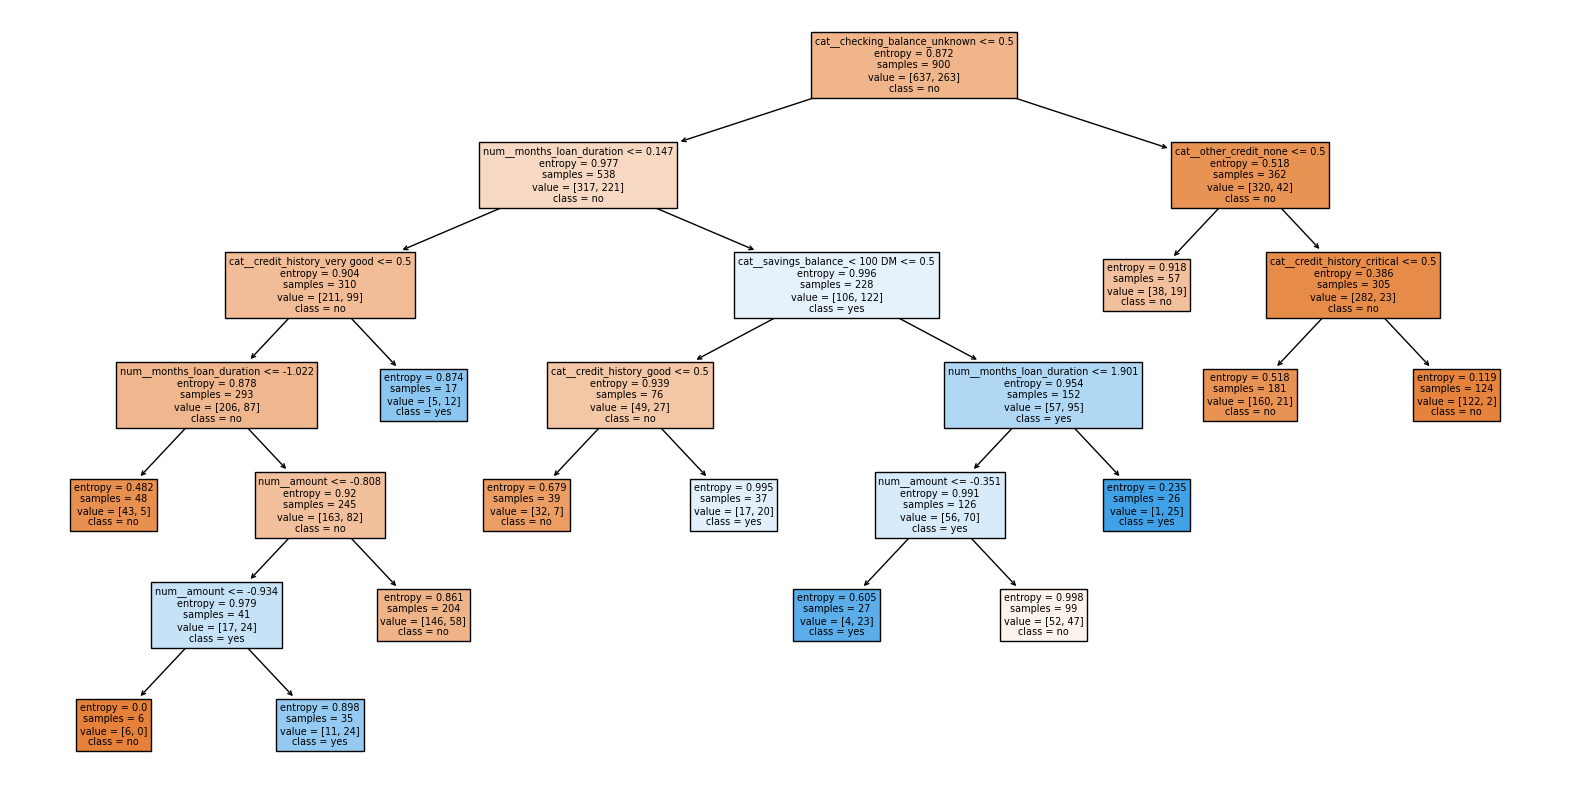 cat__checking_balance_unknown <= 0.5
entropy = 0.872
samples = 900
value = [637, 263]
class = no
num__months_loan_duration <= 0.147
entropy = 0.977
samples = 538
value = [317, 221]
class = no
cat__other_credit_none <= 0.5
entropy = 0.518
samples = 362
value = [320, 42]
class = no
cat__credit_history_very good <= 0.5
entropy = 0.904
samples = 310
value = [211, 99]
class = no
cat__savings_balance_< 100 DM <= 0.5
entropy = 0.996
samples = 228
value = [106, 122]
class = yes
entropy = 0.918
samples = 57
value = [38, 19]
class = no
cat__credit_history_critical <= 0.5
entropy = 0.386
samples = 305
value = [282, 23]
class = no
num__months_loan_duration <= -1.022
entropy = 0.878
samples = 293
value = [206, 87]
class = no
entropy = 0.874
samples = 17
value = [5, 12]
class = yes
cat__credit_history_good <= 0.5
entropy = 0.939
samples = 76
value = [49, 27]
class = no
num__months_loan_duration <= 1.901
entropy = 0.954
samples = 152
value = [57, 95]
class = yes
entropy = 0.518
samples = 181
value = [160, 21]
class = no
entropy = 0.119
samples = 124
value = [122, 2]
class = no
entropy = 0.482
samples = 48
value = [43, 5]
class = no
num__amount <= -0.808
entropy = 0.92
samples = 245
value = [163, 82]
class = no
entropy = 0.679
samples = 39
value = [32, 7]
class = no
entropy = 0.995
samples = 37
value = [17, 20]
class = yes
num__amount <= -0.351
entropy = 0.991
samples = 126
value = [56, 70]
class = yes
entropy = 0.235
samples = 26
value = [1, 25]
class = yes
num__amount <= -0.934
entropy = 0.979
samples = 41
value = [17, 24]
class = yes
entropy = 0.861
samples = 204
value = [146, 58]
class = no
entropy = 0.605
samples = 27
value = [4, 23]
class = yes
entropy = 0.998
samples = 99
value = [52, 47]
class = no
entropy = 0.0
samples = 6
value = [6, 0]
class = no
entropy = 0.898
samples = 35
value = [11, 24]
class = yes